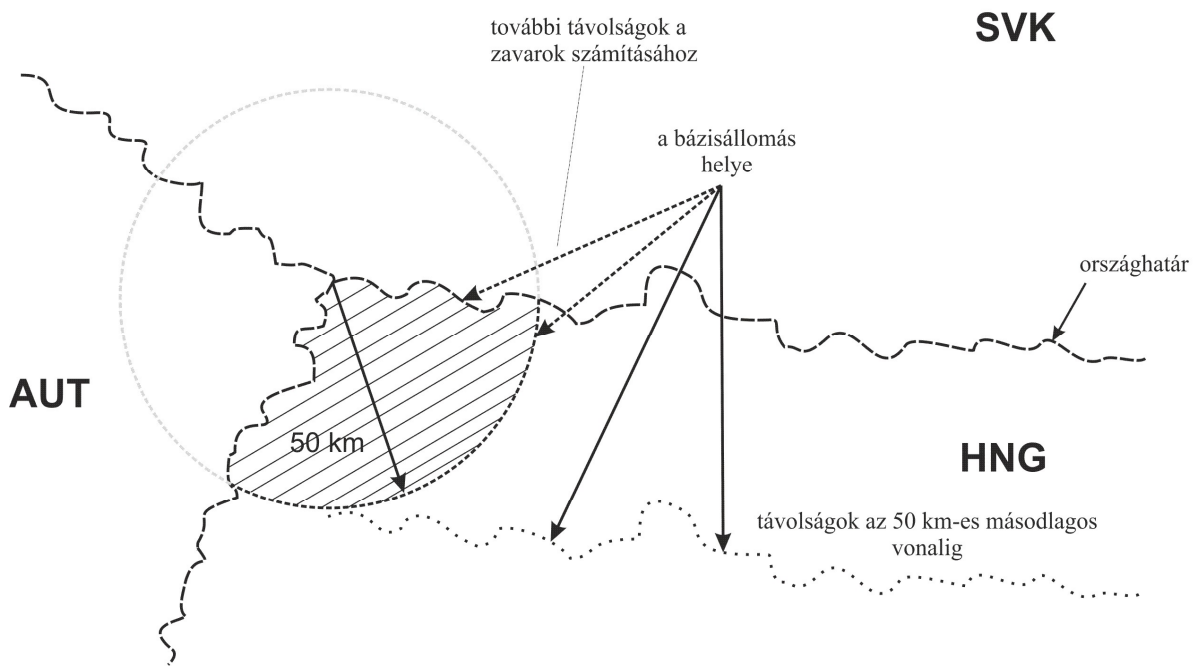 további távolságok a
zavarok számításához
SVK
a bázisállomás
helye
országhatár
AUT
50 km
HNG
távolságok az 50 km-es másodlagos
vonalig